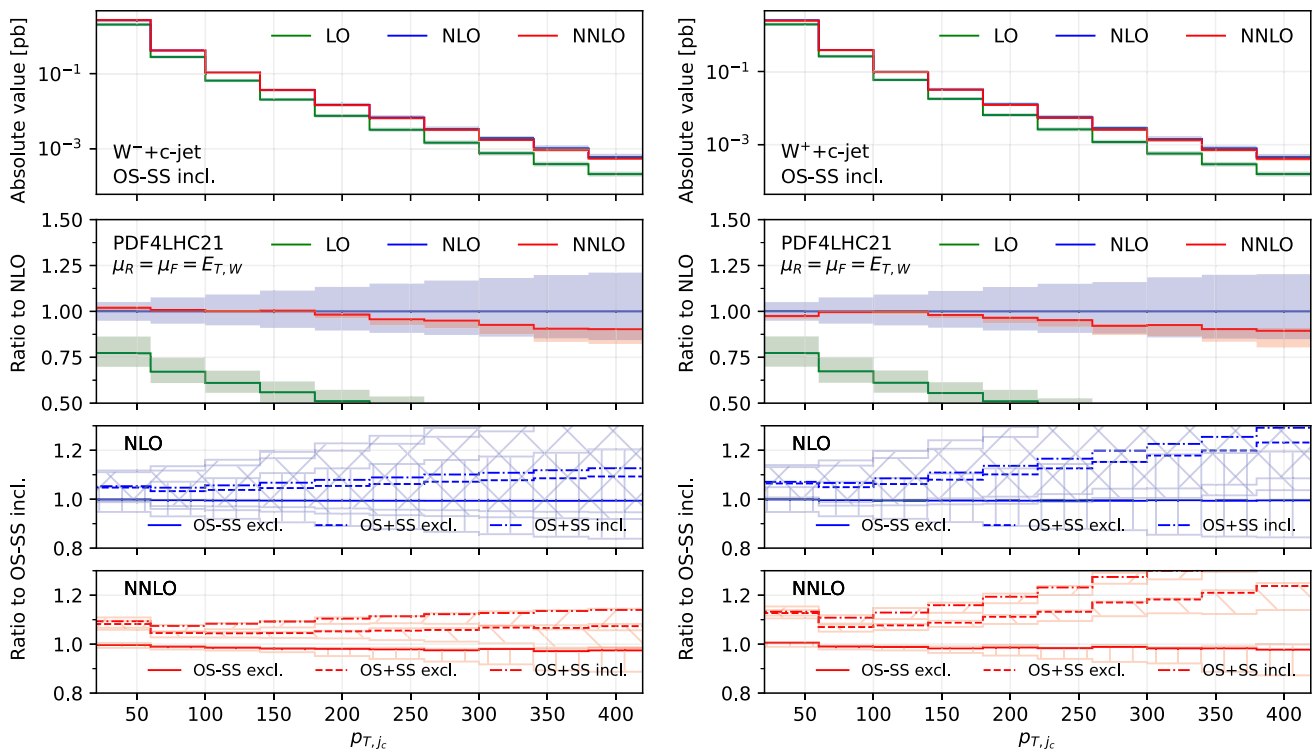 Absolute value [pb]
10⁻¹
10⁻³
LO NLO NNLO
W⁻+c-jet
OS-SS incl.
Ratio to NLO
1.50
1.25
1.00
0.75
0.50
PDF4LHC21
μ_R = μ_F = E_{T,W}
LO NLO NNLO
Ratio to OS-SS incl.
1.2
1.0
0.8
NLO
OS-SS excl. OS+SS excl. OS+SS incl.
1.2
1.0
0.8
NNLO
OS-SS excl. OS+SS excl. OS+SS incl.
50 100 150 200 250 300 350 400
p_{T,j_c}
Absolute value [pb]
10⁻¹
10⁻³
LO NLO NNLO
W⁺+c-jet
OS-SS incl.
Ratio to NLO
1.50
1.25
1.00
0.75
0.50
PDF4LHC21
μ_R = μ_F = E_{T,W}
LO NLO NNLO
Ratio to OS-SS incl.
1.2
1.0
0.8
NLO
OS-SS excl. OS+SS excl. OS+SS incl.
1.2
1.0
0.8
NNLO
OS-SS excl. OS+SS excl. OS+SS incl.
50 100 150 200 250 300 350 400
p_{T,j_c}